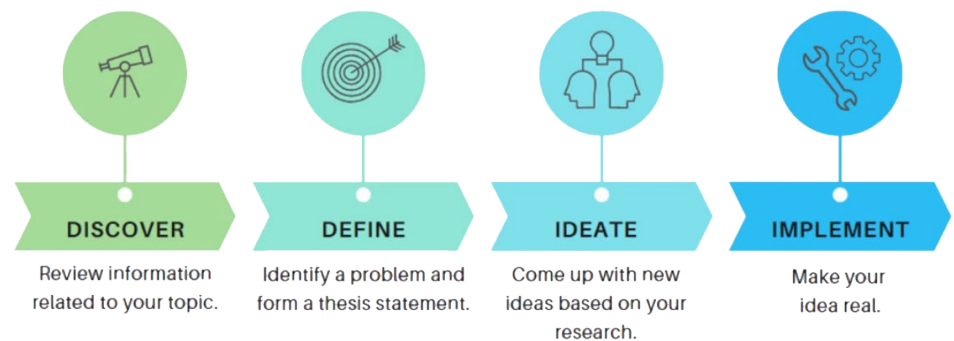 DISCOVER
Review information
related to your topic.
DEFINE
Identify a problem and
form a thesis statement.
IDEATE
Come up with new
ideas based on your
research.
IMPLEMENT
Make your
idea real.